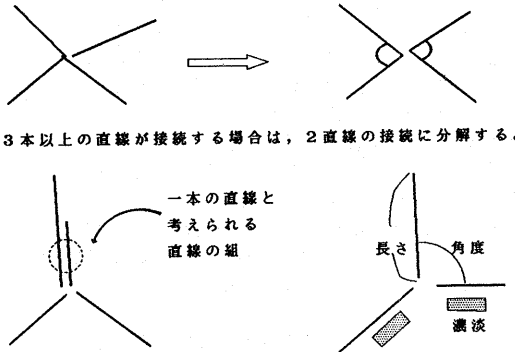 3本以上の直線が接続する場合は，2直線の接続に分解する。
一本の直線と
考えられる
直線の組
長さ
角度
濃淡